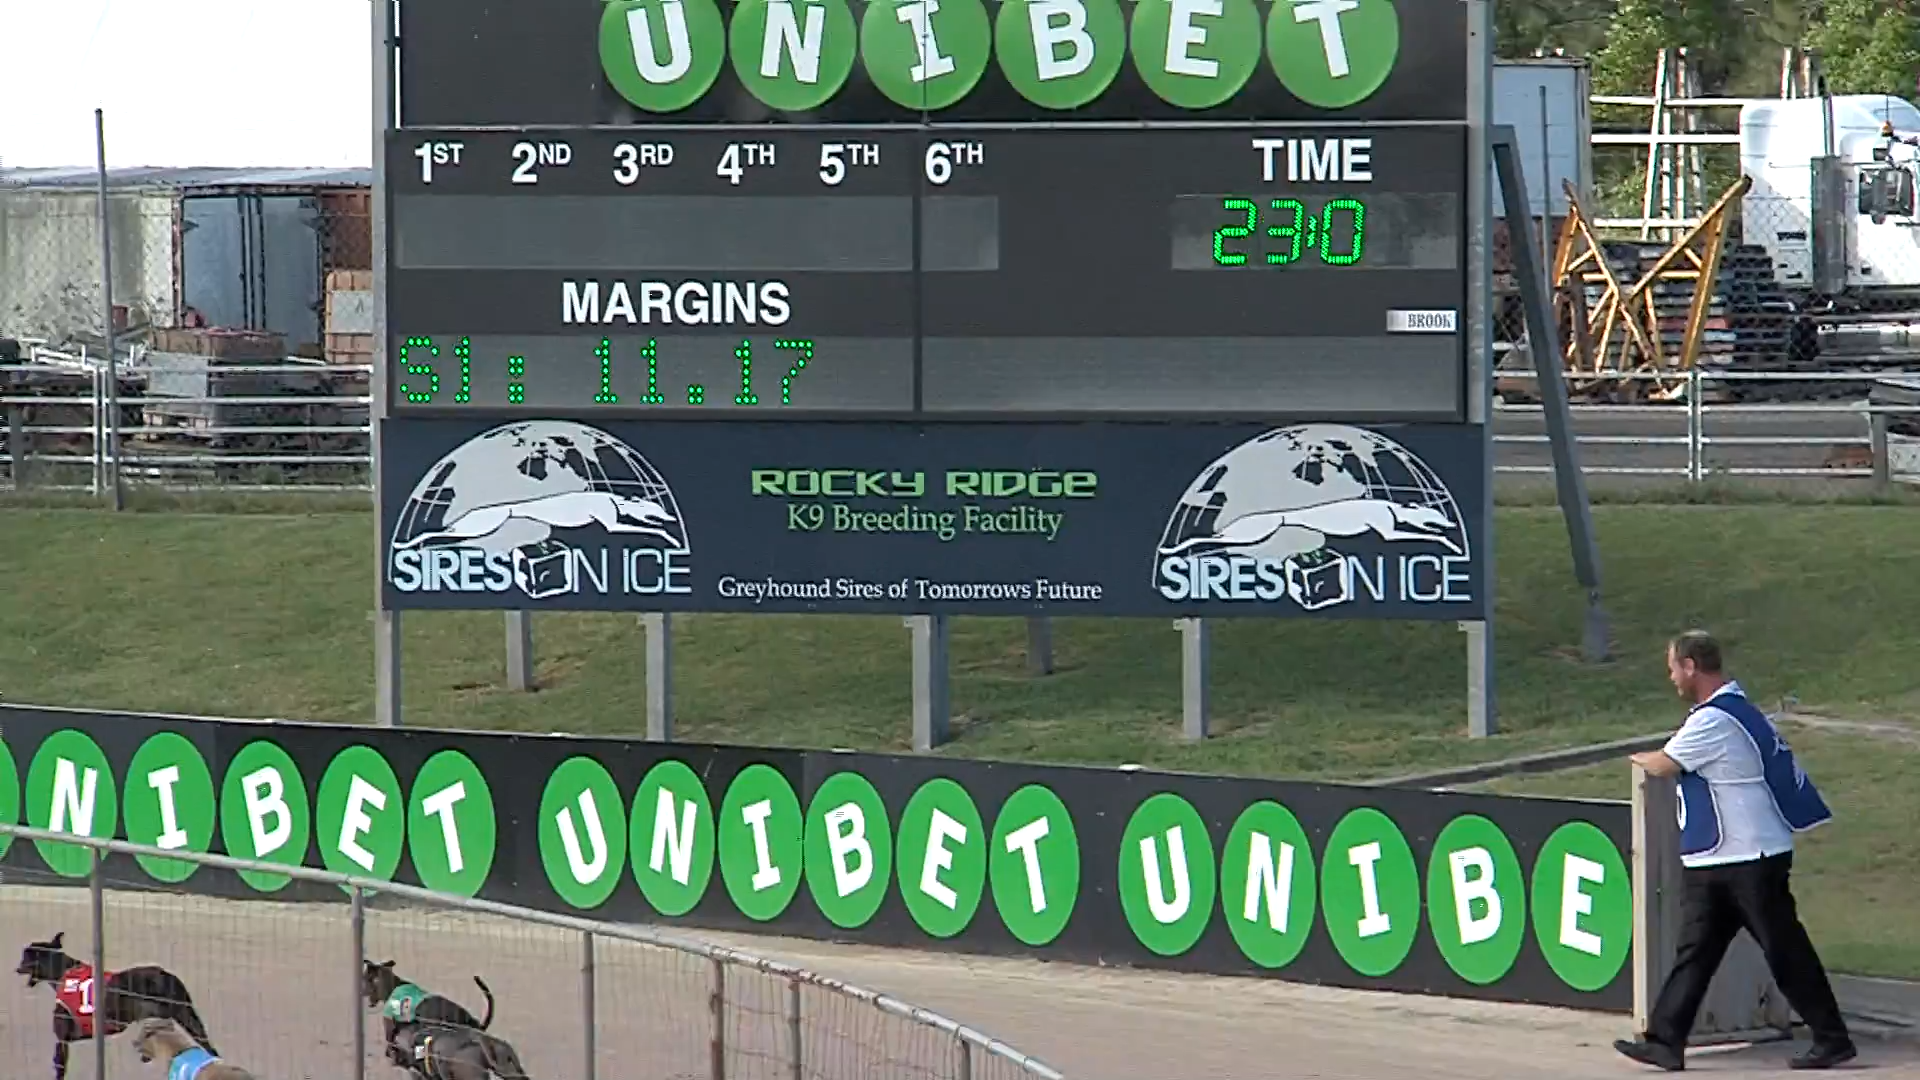 UNIBET
1ST 2ND 3RD 4TH 5TH 6TH TIME
23:0
MARGINS
BROOK
S1: 11.17
ROCKY RIDGE
K9 Breeding Facility
Greyhound Sires of Tomorrows Future
SIRES ON ICE
SIRES ON ICE
NIBET UNIBET UNIBE
1